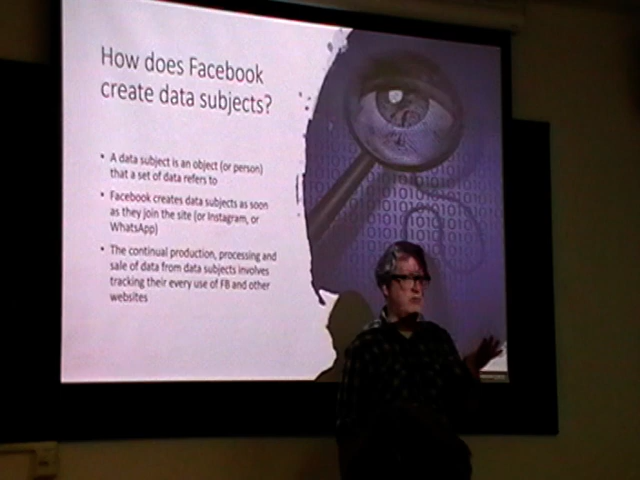 How does Facebook
create data subjects?
• A data subject is an object (or person)
that a set of data refers to
• Facebook creates data subjects as soon
as they join the site (or Instagram, or
WhatsApp)
• The continual production, processing and
sale of data from data subjects involves
tracking their every use of FB and other
websites